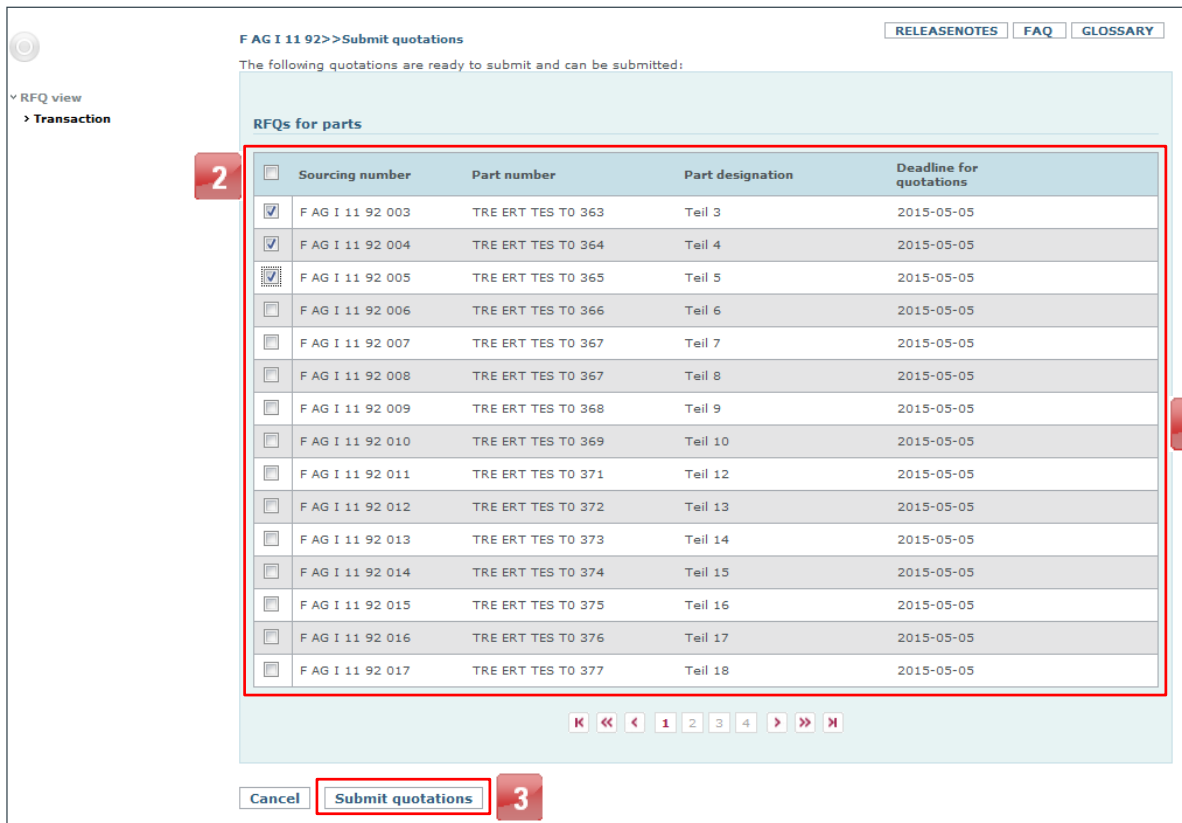 RELEASENOTES FAQ GLOSSARY
F AG I 11 92>>Submit quotations
The following quotations are ready to submit and can be submitted:
RFQ view
> Transaction
RFQs for parts
2
Sourcing number Part number Part designation Deadline for quotations
F AG I 11 92 003 TRE ERT TES T0 363 Teil 3 2015-05-05
F AG I 11 92 004 TRE ERT TES T0 364 Teil 4 2015-05-05
F AG I 11 92 005 TRE ERT TES T0 365 Teil 5 2015-05-05
F AG I 11 92 006 TRE ERT TES T0 366 Teil 6 2015-05-05
F AG I 11 92 007 TRE ERT TES T0 367 Teil 7 2015-05-05
F AG I 11 92 008 TRE ERT TES T0 367 Teil 8 2015-05-05
F AG I 11 92 009 TRE ERT TES T0 368 Teil 9 2015-05-05
F AG I 11 92 010 TRE ERT TES T0 369 Teil 10 2015-05-05
F AG I 11 92 011 TRE ERT TES T0 371 Teil 12 2015-05-05
F AG I 11 92 012 TRE ERT TES T0 372 Teil 13 2015-05-05
F AG I 11 92 013 TRE ERT TES T0 373 Teil 14 2015-05-05
F AG I 11 92 014 TRE ERT TES T0 374 Teil 15 2015-05-05
F AG I 11 92 015 TRE ERT TES T0 375 Teil 16 2015-05-05
F AG I 11 92 016 TRE ERT TES T0 376 Teil 17 2015-05-05
F AG I 11 92 017 TRE ERT TES T0 377 Teil 18 2015-05-05
1 2 3 4
Cancel Submit quotations 3